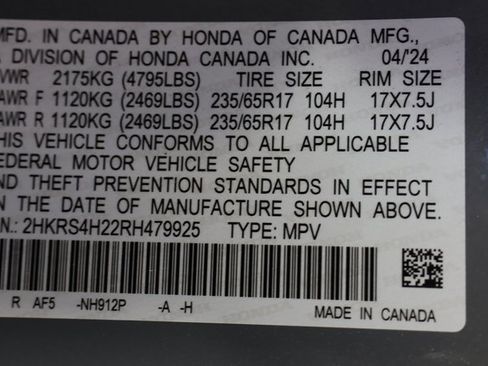 MFD. IN CANADA BY HONDA OF CANADA MFG.,
A DIVISION OF HONDA CANADA INC. 04/'24
VWR 2175KG (4795LBS) TIRE SIZE RIM SIZE
AWR F 1120KG (2469LBS) 235/65R17 104H 17X7.5J
AWR R 1120KG (2469LBS) 235/65R17 104H 17X7.5J
HIS VEHICLE CONFORMS TO ALL APPLICABLE
EDERAL MOTOR VEHICLE SAFETY
ND THEFT PREVENTION STANDARDS IN EFFECT
N THE DATE OF MANUFACTURE SHOWN ABOVE.
N.: 2HKRS4H22RH479925 TYPE: MPV
R AF5 -NH912P -A -H
MADE IN CANADA